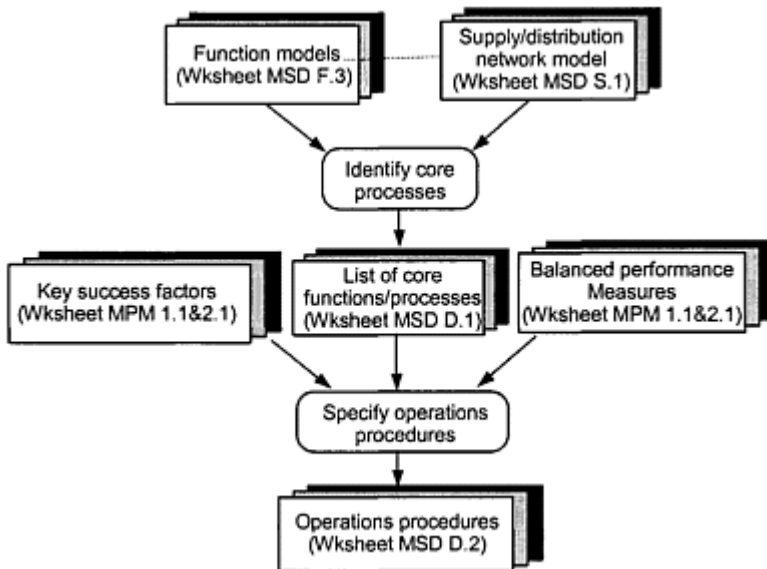 Function models
(Wksheet MSD F.3)
Supply/distribution
network model
(Wksheet MSD S.1)
Identify core
processes
Key success factors
(Wksheet MPM 1.1&2.1)
List of core
functions/processes
(Wksheet MSD D.1)
Balanced performance
Measures
(Wksheet MPM 1.1&2.1)
Specify operations
procedures
Operations procedures
(Wksheet MSD D.2)